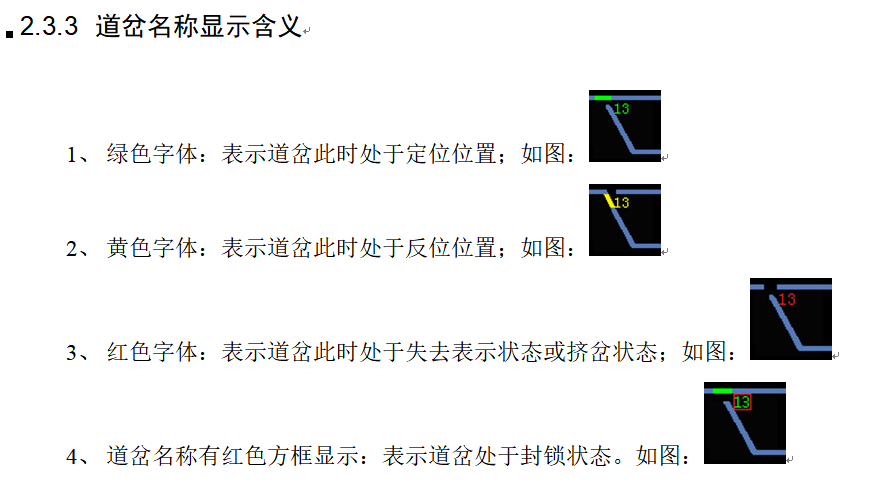 2.3.3 道岔名称显示含义
1、 绿色字体：表示道岔此时处于定位位置；如图：13
2、 黄色字体：表示道岔此时处于反位位置；如图：13
3、 红色字体：表示道岔此时处于失去表示状态或挤岔状态；如图：13
4、 道岔名称有红色方框显示：表示道岔处于封锁状态。如图：13